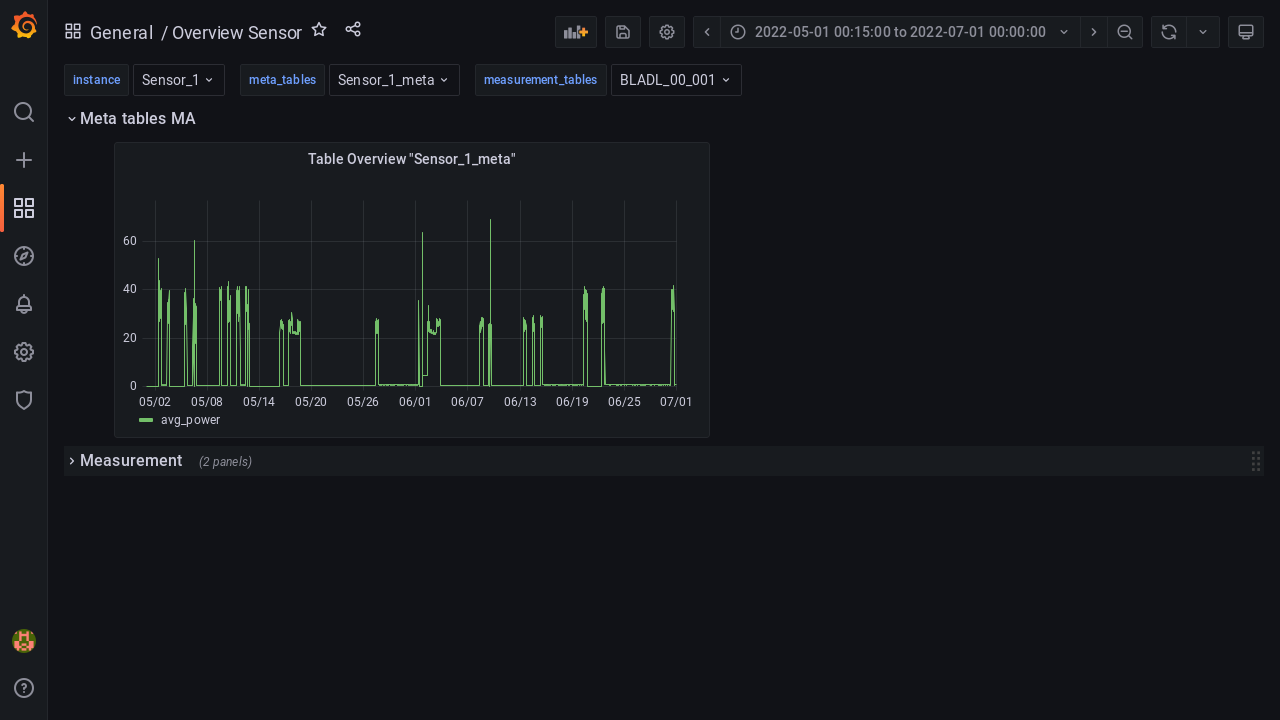 General / Overview Sensor
2022-05-01 00:15:00 to 2022-07-01 00:00:00
instance Sensor_1 meta_tables Sensor_1_meta measurement_tables BLADL_00_001
Meta tables MA
Table Overview "Sensor_1_meta"
60
40
20
0
05/02 05/08 05/14 05/20 05/26 06/01 06/07 06/13 06/19 06/25 07/01
avg_power
Measurement (2 panels)